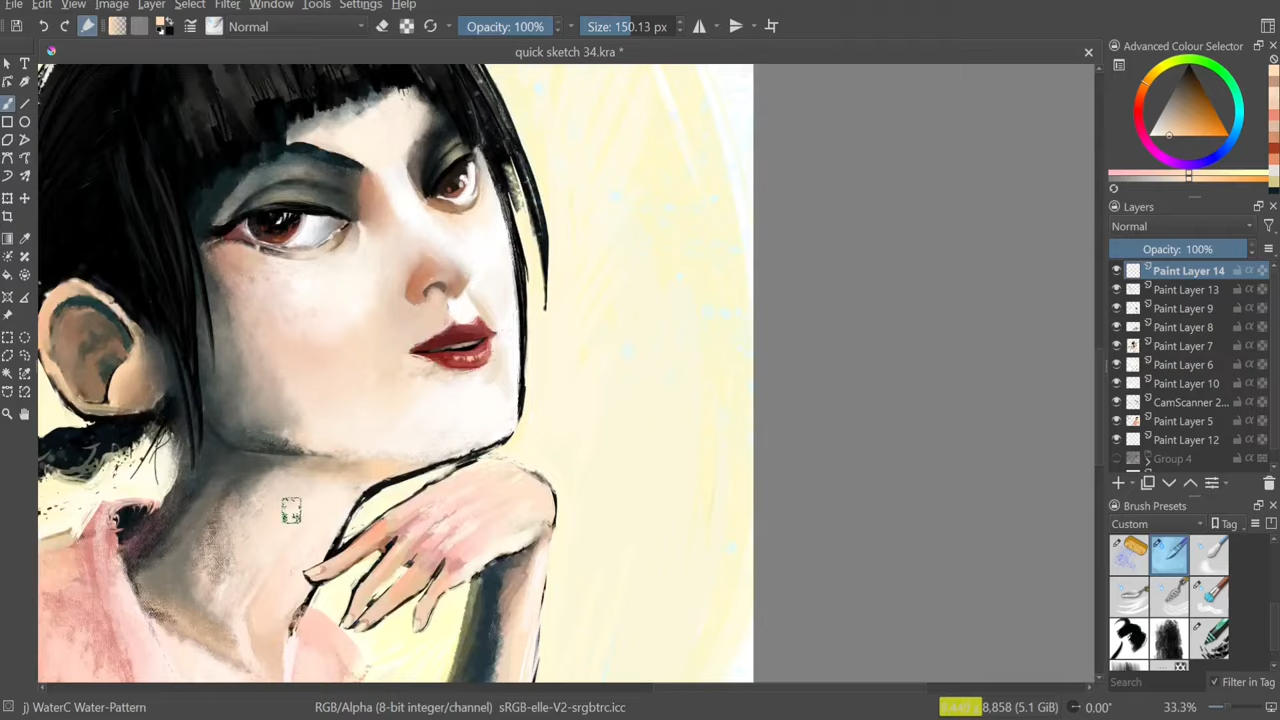 File Edit View Image Layer Select Filter Window Tools Settings Help
Normal Opacity: 100% Size: 150.13 px
quick sketch 34.kra *
Advanced Colour Selector
Layers
Normal
Opacity: 100%
Paint Layer 14
Paint Layer 13
Paint Layer 9
Paint Layer 8
Paint Layer 7
Paint Layer 6
Paint Layer 10
CamScanner 2...
Paint Layer 5
Paint Layer 12
Group 4
Brush Presets
Custom Tag
Search Filter in Tag
j) WaterC Water-Pattern RGB/Alpha (8-bit integer/channel) sRGB-elle-V2-srgbtrc.icc 8,858 (5.1 GiB) 0.00° 33.3%